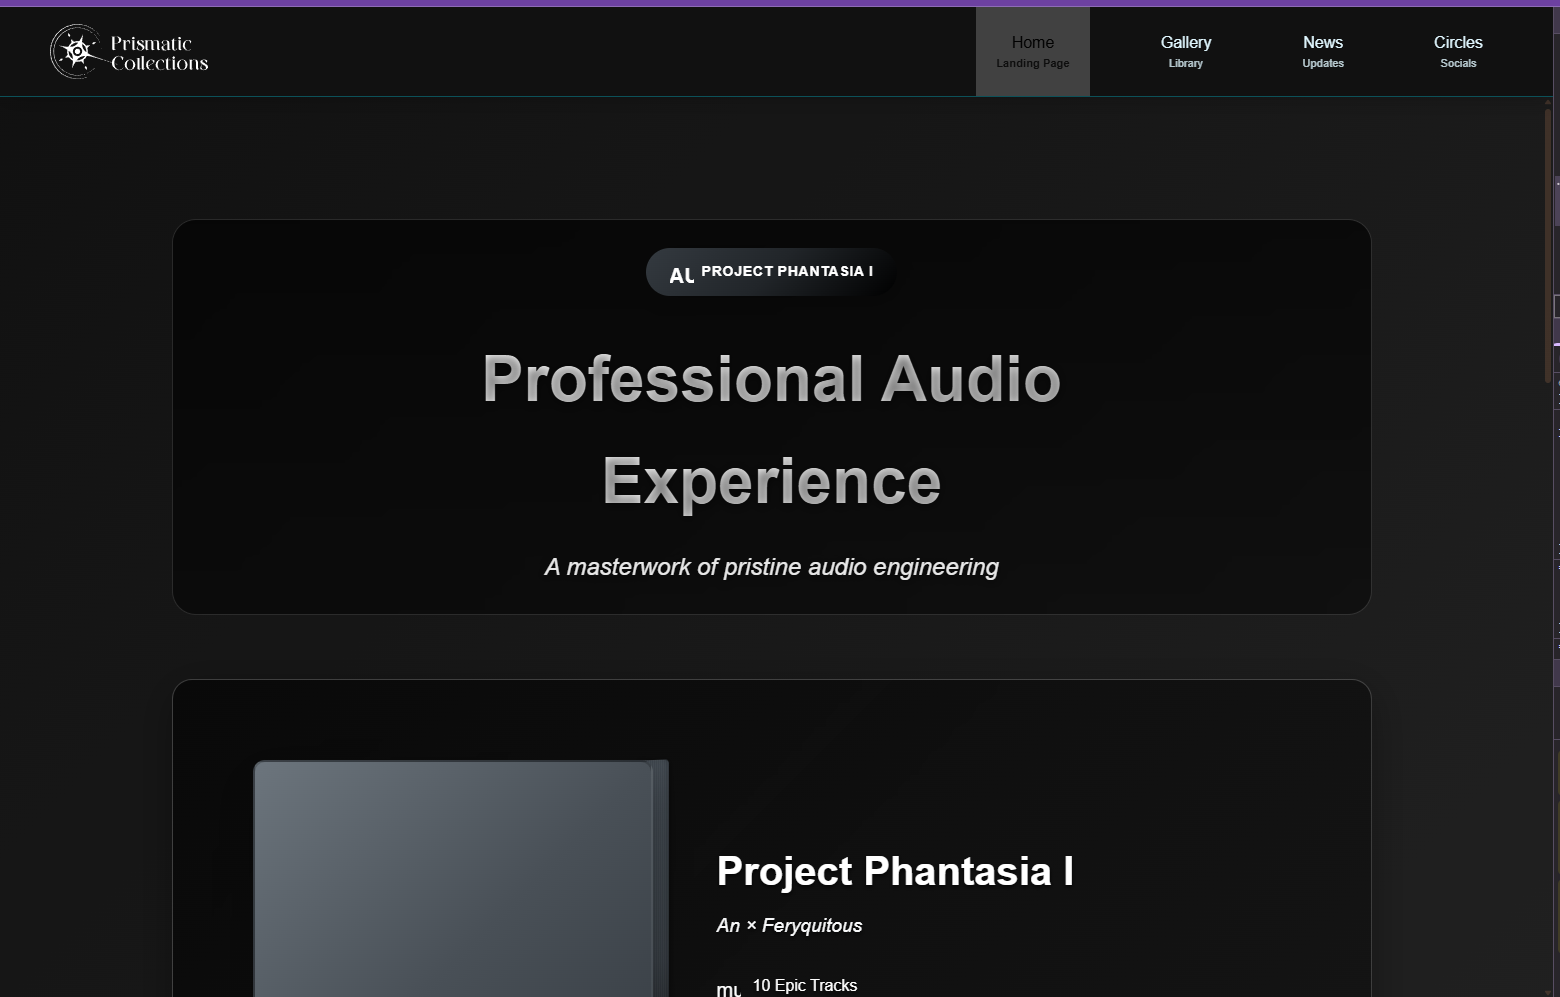 Prismatic
Collections
Home
Landing Page
Gallery
Library
News
Updates
Circles
Socials
AU PROJECT PHANTASIA I
Professional Audio
Experience
A masterwork of pristine audio engineering
Project Phantasia I
An × Feryquitous
mu 10 Epic Tracks